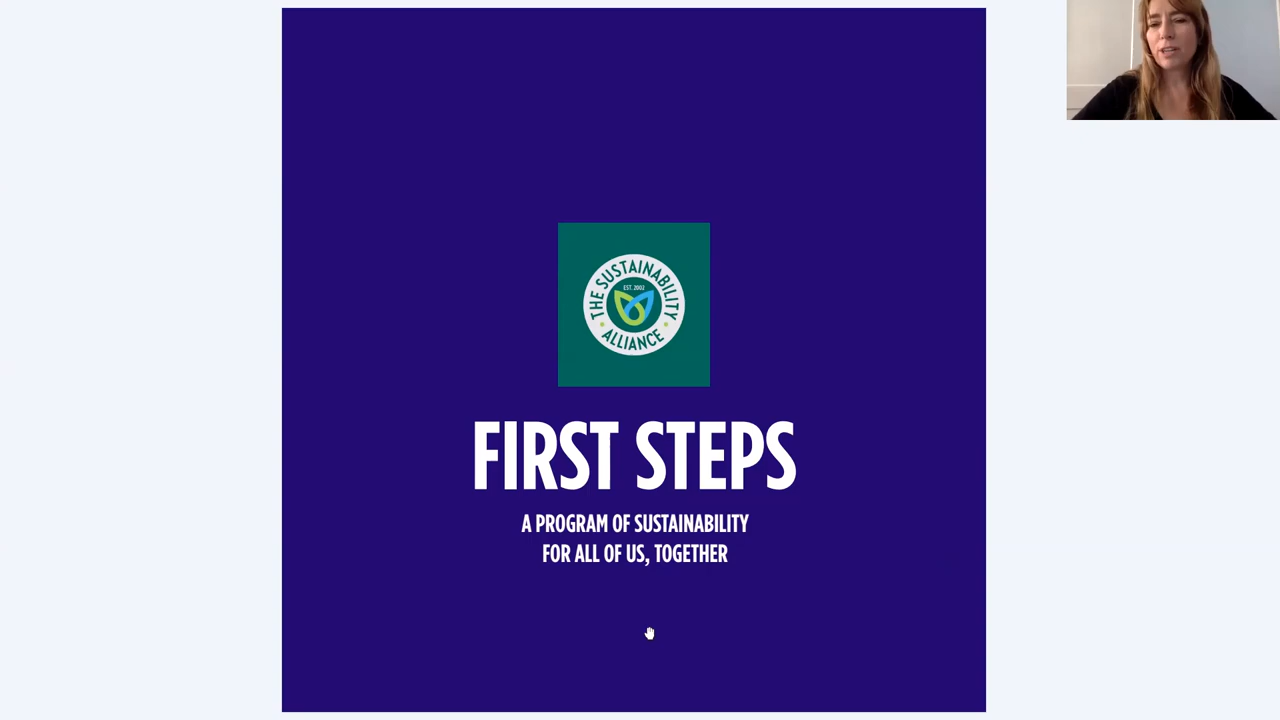 THE SUSTAINABILITY
EST. 2002
ALLIANCE
FIRST STEPS
A PROGRAM OF SUSTAINABILITY
FOR ALL OF US, TOGETHER